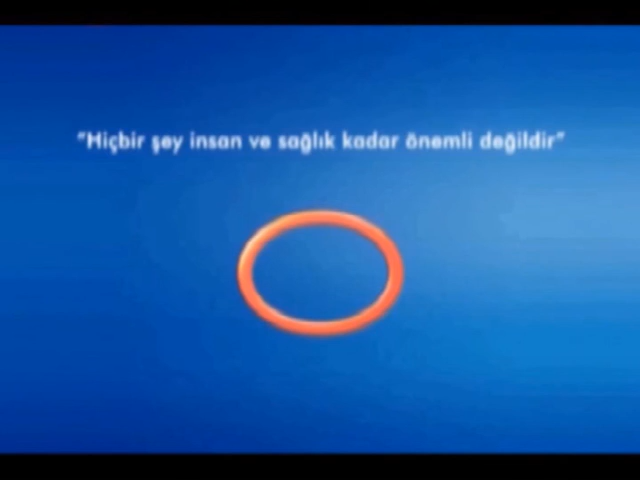 “Hiçbir şey insan ve sağlık kadar önemli değildir”